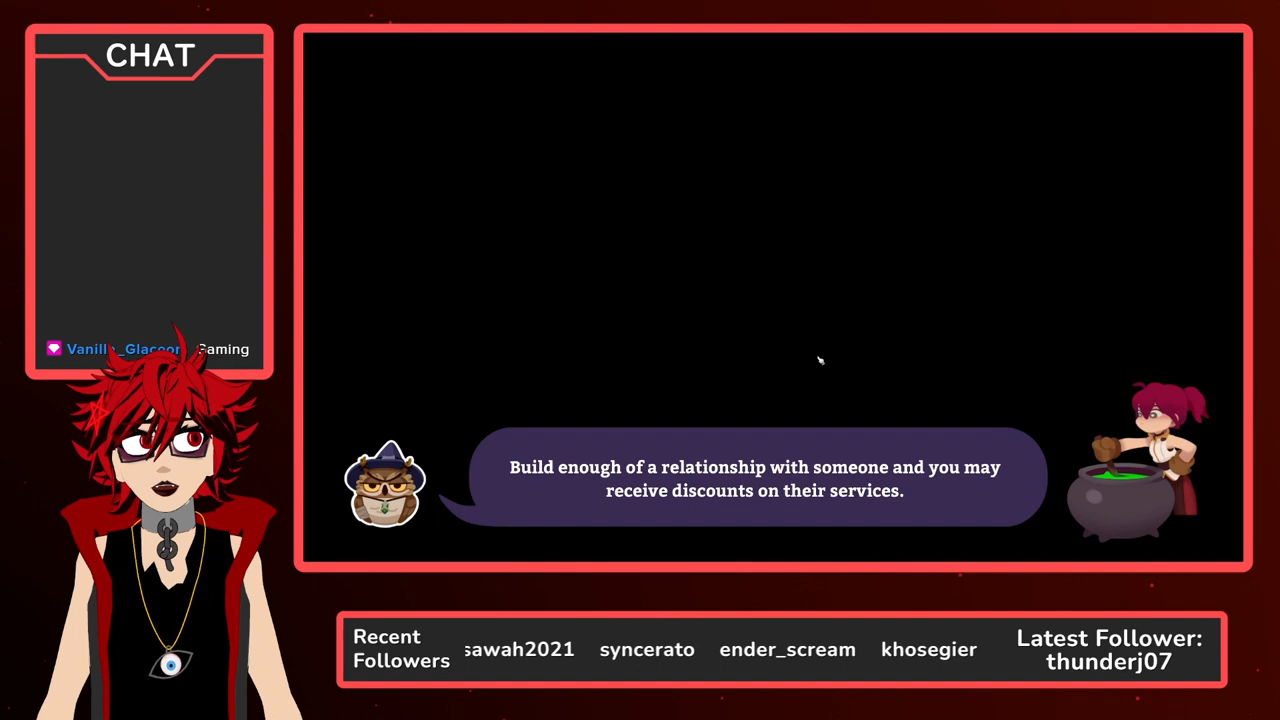 CHAT
Gaming
Build enough of a relationship with someone and you may
receive discounts on their services.
Recent
Followers
sawah2021 syncerato ender_scream khosegier
Latest Follower:
thunderj07